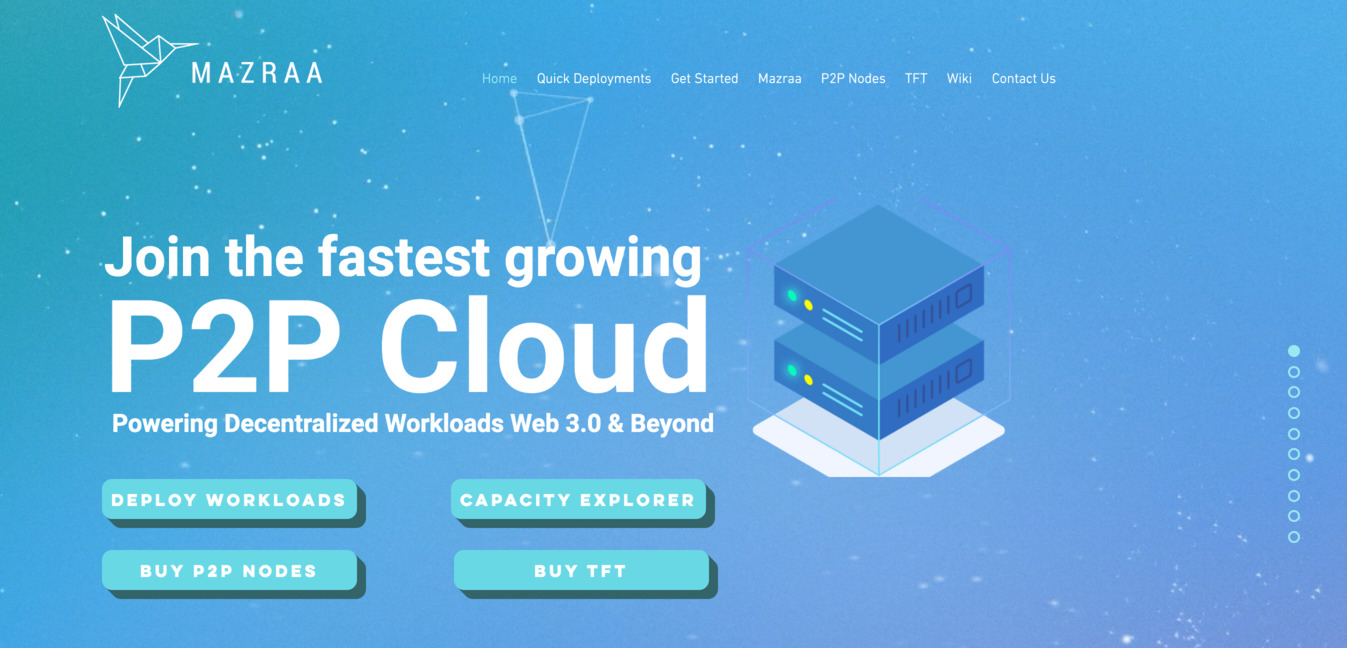 MAZRAA
Home Quick Deployments Get Started Mazraa P2P Nodes TFT Wiki Contact Us
Join the fastest growing
P2P Cloud
Powering Decentralized Workloads Web 3.0 & Beyond
DEPLOY WORKLOADS CAPACITY EXPLORER
BUY P2P NODES BUY TFT